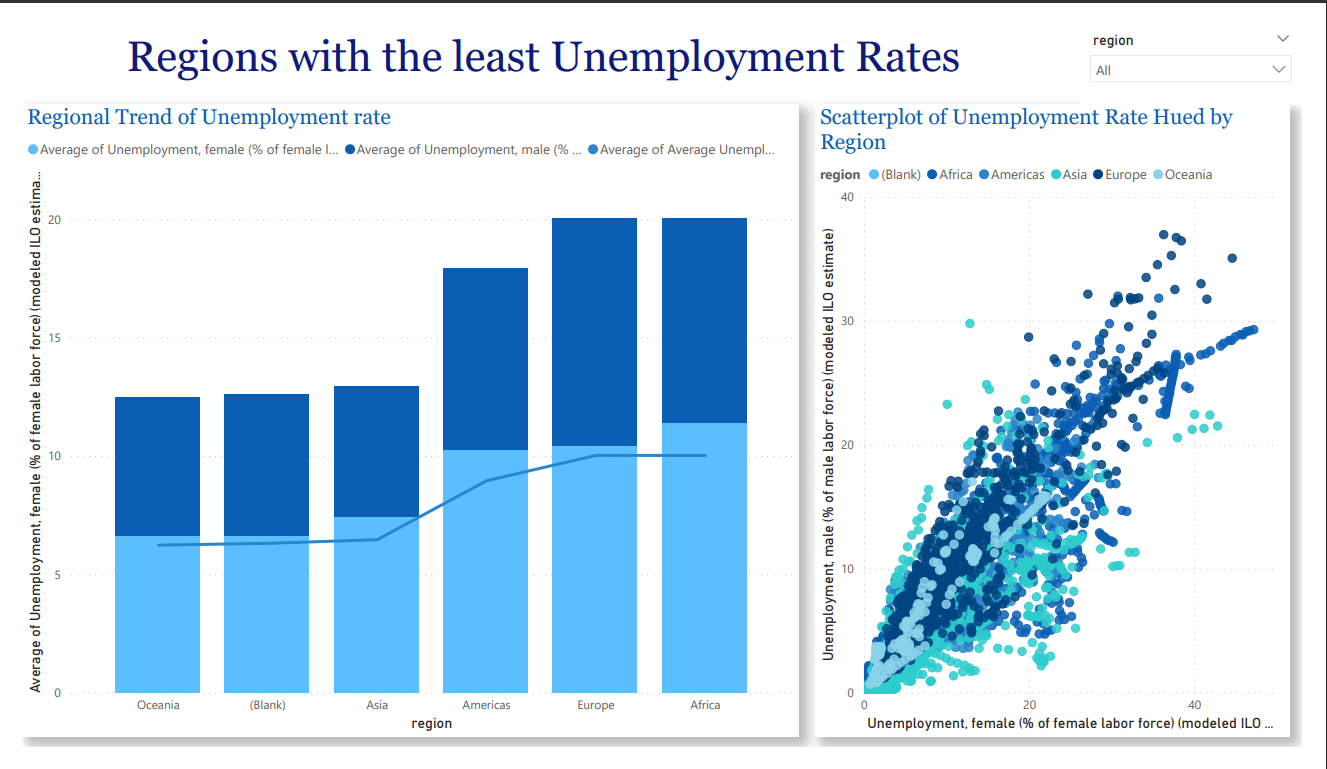 Regions with the least Unemployment Rates
region
All
Regional Trend of Unemployment rate
Average of Unemployment, female (% of female l... Average of Unemployment, male (% ... Average of Average Unempl...
Average of Unemployment, female (% of female labor force) (modeled ILO estima...
20
15
10
5
0
Oceania (Blank) Asia Americas Europe Africa
region
Scatterplot of Unemployment Rate Hued by
Region
region (Blank) Africa Americas Asia Europe Oceania
Unemployment, male (% of male labor force) (modeled ILO estimate)
40
30
20
10
0
0 20 40
Unemployment, female (% of female labor force) (modeled ILO ...